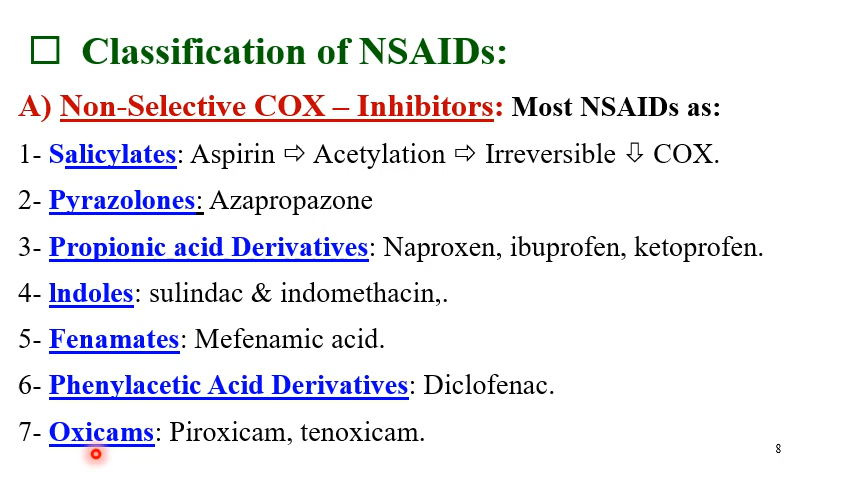 ☐ Classification of NSAIDs:
A) Non-Selective COX – Inhibitors: Most NSAIDs as:
1- Salicylates: Aspirin ⇨ Acetylation ⇨ Irreversible ⇩ COX.
2- Pyrazolones: Azapropazone
3- Propionic acid Derivatives: Naproxen, ibuprofen, ketoprofen.
4- lndoles: sulindac & indomethacin,.
5- Fenamates: Mefenamic acid.
6- Phenylacetic Acid Derivatives: Diclofenac.
7- Oxicams: Piroxicam, tenoxicam.
8